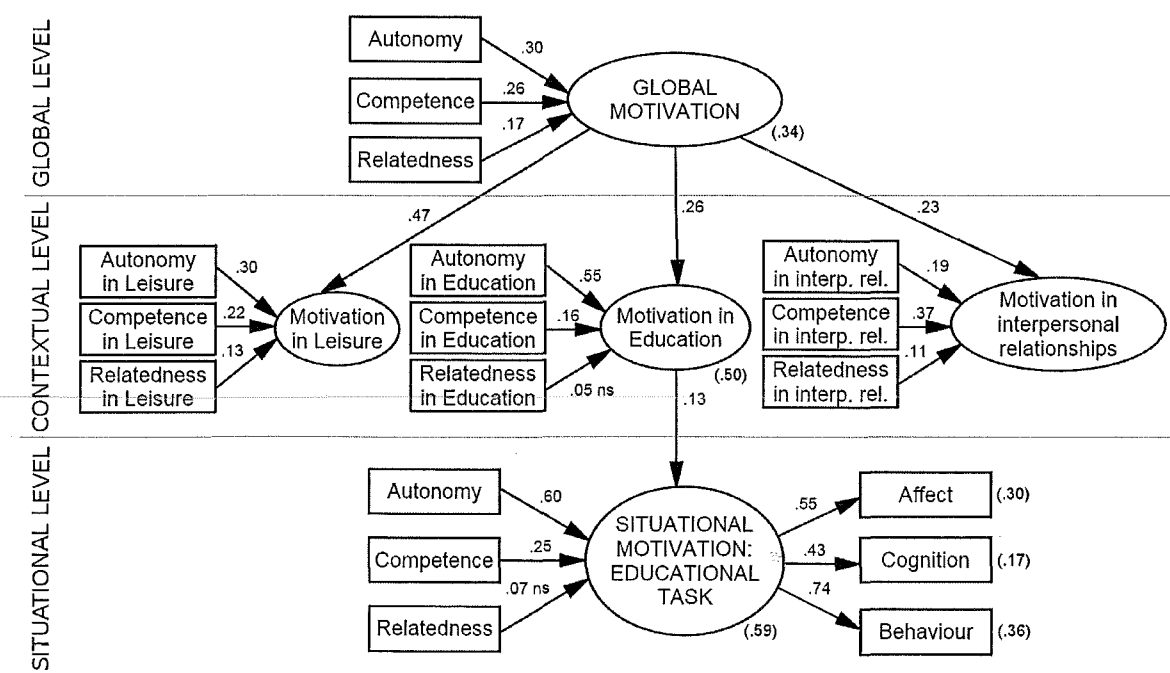 GLOBAL LEVEL
Autonomy
.30
Competence
.26
Relatedness
.17
GLOBAL
MOTIVATION
(.34)
.47
.26
.23
CONTEXTUAL LEVEL
Autonomy
in Leisure
.30
Competence
in Leisure
.22
Relatedness
in Leisure
.13
Motivation
in Leisure
Autonomy
in Education
.55
Competence
in Education
.16
Relatedness
in Education
.05 ns
Motivation in
Education
(.50)
Autonomy
in interp. rel.
.19
Competence
in interp. rel.
.37
Relatedness
in interp. rel.
.11
Motivation in
interpersonal
relationships
.13
SITUATIONAL LEVEL
Autonomy
.60
Competence
.25
Relatedness
.07 ns
SITUATIONAL
MOTIVATION:
EDUCATIONAL
TASK
(.59)
.55
Affect
(.30)
.43
Cognition
(.17)
.74
Behaviour
(.36)